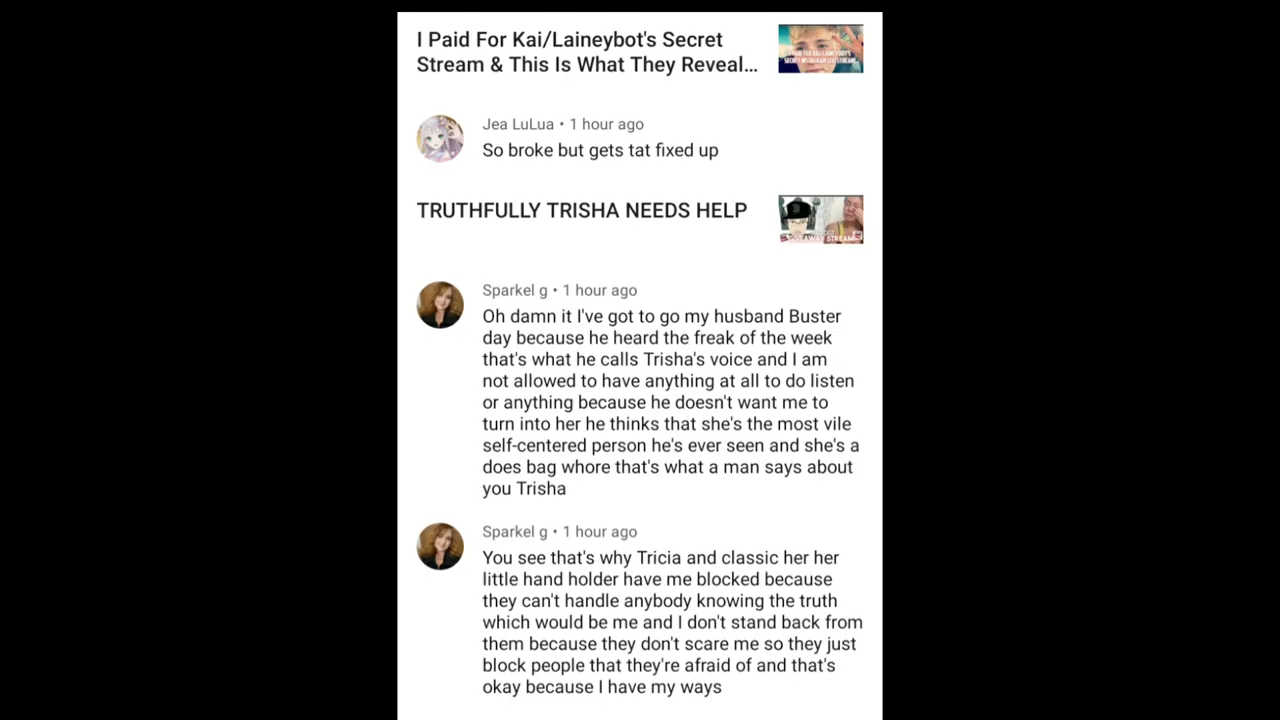 I Paid For Kai/Laineybot's Secret
Stream & This Is What They Reveal...
Jea LuLua • 1 hour ago
So broke but gets tat fixed up
TRUTHFULLY TRISHA NEEDS HELP
Sparkel g • 1 hour ago
Oh damn it I've got to go my husband Buster
day because he heard the freak of the week
that's what he calls Trisha's voice and I am
not allowed to have anything at all to do listen
or anything because he doesn't want me to
turn into her he thinks that she's the most vile
self-centered person he's ever seen and she's a
does bag whore that's what a man says about
you Trisha
Sparkel g • 1 hour ago
You see that's why Tricia and classic her her
little hand holder have me blocked because
they can't handle anybody knowing the truth
which would be me and I don't stand back from
them because they don't scare me so they just
block people that they're afraid of and that's
okay because I have my ways